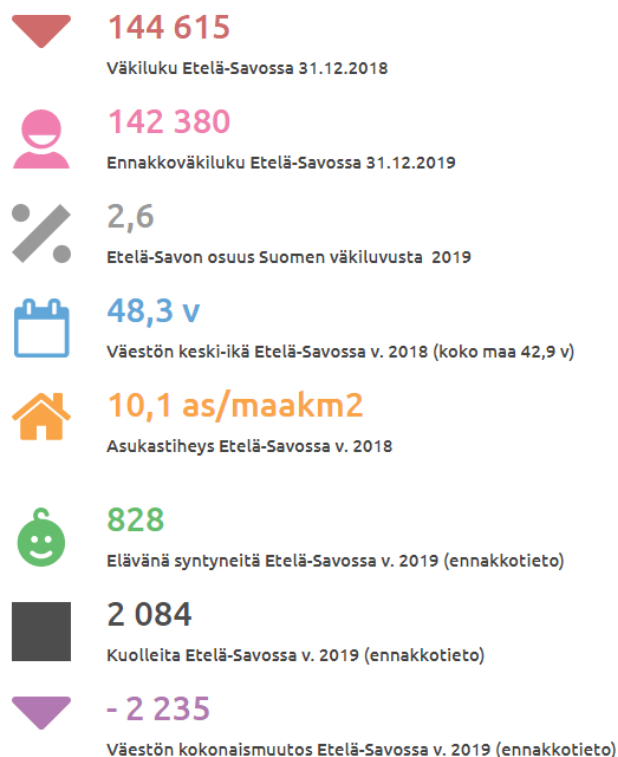 144 615
Väkiluku Etelä-Savossa 31.12.2018
142 380
Ennakkoväkiluku Etelä-Savossa 31.12.2019
2,6
Etelä-Savon osuus Suomen väkiluvusta 2019
48,3 v
Väestön keski-ikä Etelä-Savossa v. 2018 (koko maa 42,9 v)
10,1 as/maakm2
Asukastiheys Etelä-Savossa v. 2018
828
Elävänä syntyneitä Etelä-Savossa v. 2019 (ennakkotieto)
2 084
Kuolleita Etelä-Savossa v. 2019 (ennakkotieto)
- 2 235
Väestön kokonaismuutos Etelä-Savossa v. 2019 (ennakkotieto)